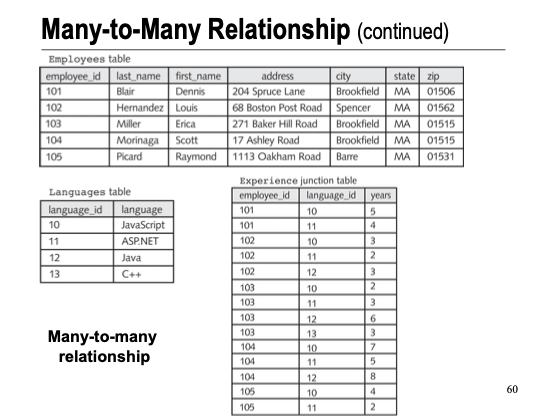 Many-to-Many Relationship (continued)
Employees table
employee_id last_name first_name address city state zip
101 Blair Dennis 204 Spruce Lane Brookfield MA 01506
102 Hernandez Louis 68 Boston Post Road Spencer MA 01562
103 Miller Erica 271 Baker Hill Road Brookfield MA 01515
104 Morinaga Scott 17 Ashley Road Brookfield MA 01515
105 Picard Raymond 1113 Oakham Road Barre MA 01531
Languages table
language_id language
10 JavaScript
11 ASP.NET
12 Java
13 C++
Experience junction table
employee_id language_id years
101 10 5
101 11 4
102 10 3
102 11 2
102 12 3
103 10 2
103 11 3
103 12 6
103 13 3
104 10 7
104 11 5
104 12 8
105 10 4
105 11 2
Many-to-many
relationship
60